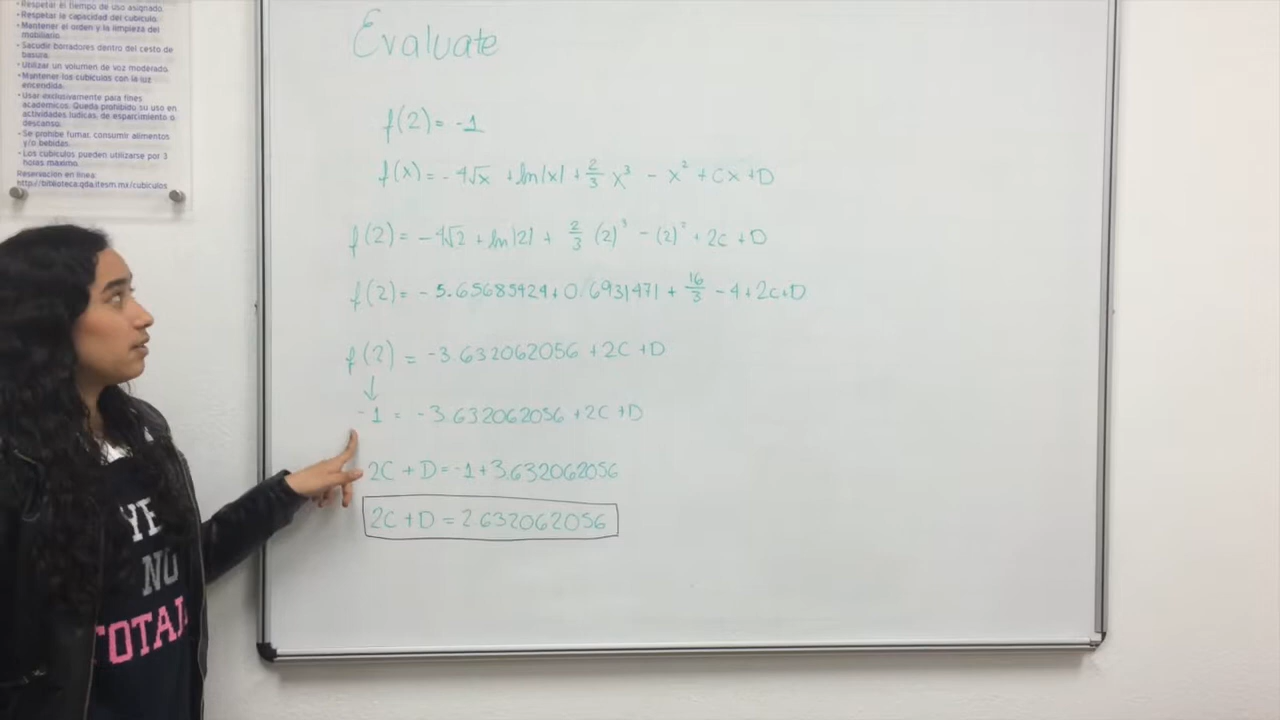 • Respetar el tiempo de uso asignado.
• Respetar la capacidad del cubículo.
• Mantener el orden y la limpieza del
mobiliario.
• Sacudir borradores dentro del cesto de
basura.
• Utilizar un volumen de voz moderado.
• Mantener los cubículos con la luz
encendida.
• Usar exclusivamente para fines
académicos. Queda prohibido su uso en
actividades lúdicas, de esparcimiento o
descanso.
• Se prohíbe fumar, consumir alimentos
y/o bebidas.
• Los cubículos pueden utilizarse por 3
horas máximo.
Reservación en línea:
http://biblioteca.gda.itesm.mx/cubiculos
Evaluate
f(2) = -1
f(x) = -4√x + ln|x| + 2/3 x³ - x² + Cx + D
f(2) = -4√2 + ln|2| + 2/3 (2)³ - (2)² + 2C + D
f(2) = - 5.65685424 + 0.6931471 + 16/3 - 4 + 2C + D
f(2) = -3.632062056 + 2C + D
↓
-1 = -3.632062056 + 2C + D
2C + D = -1 + 3.632062056
2C + D = 2.632062056
YE
NO
TOTAL